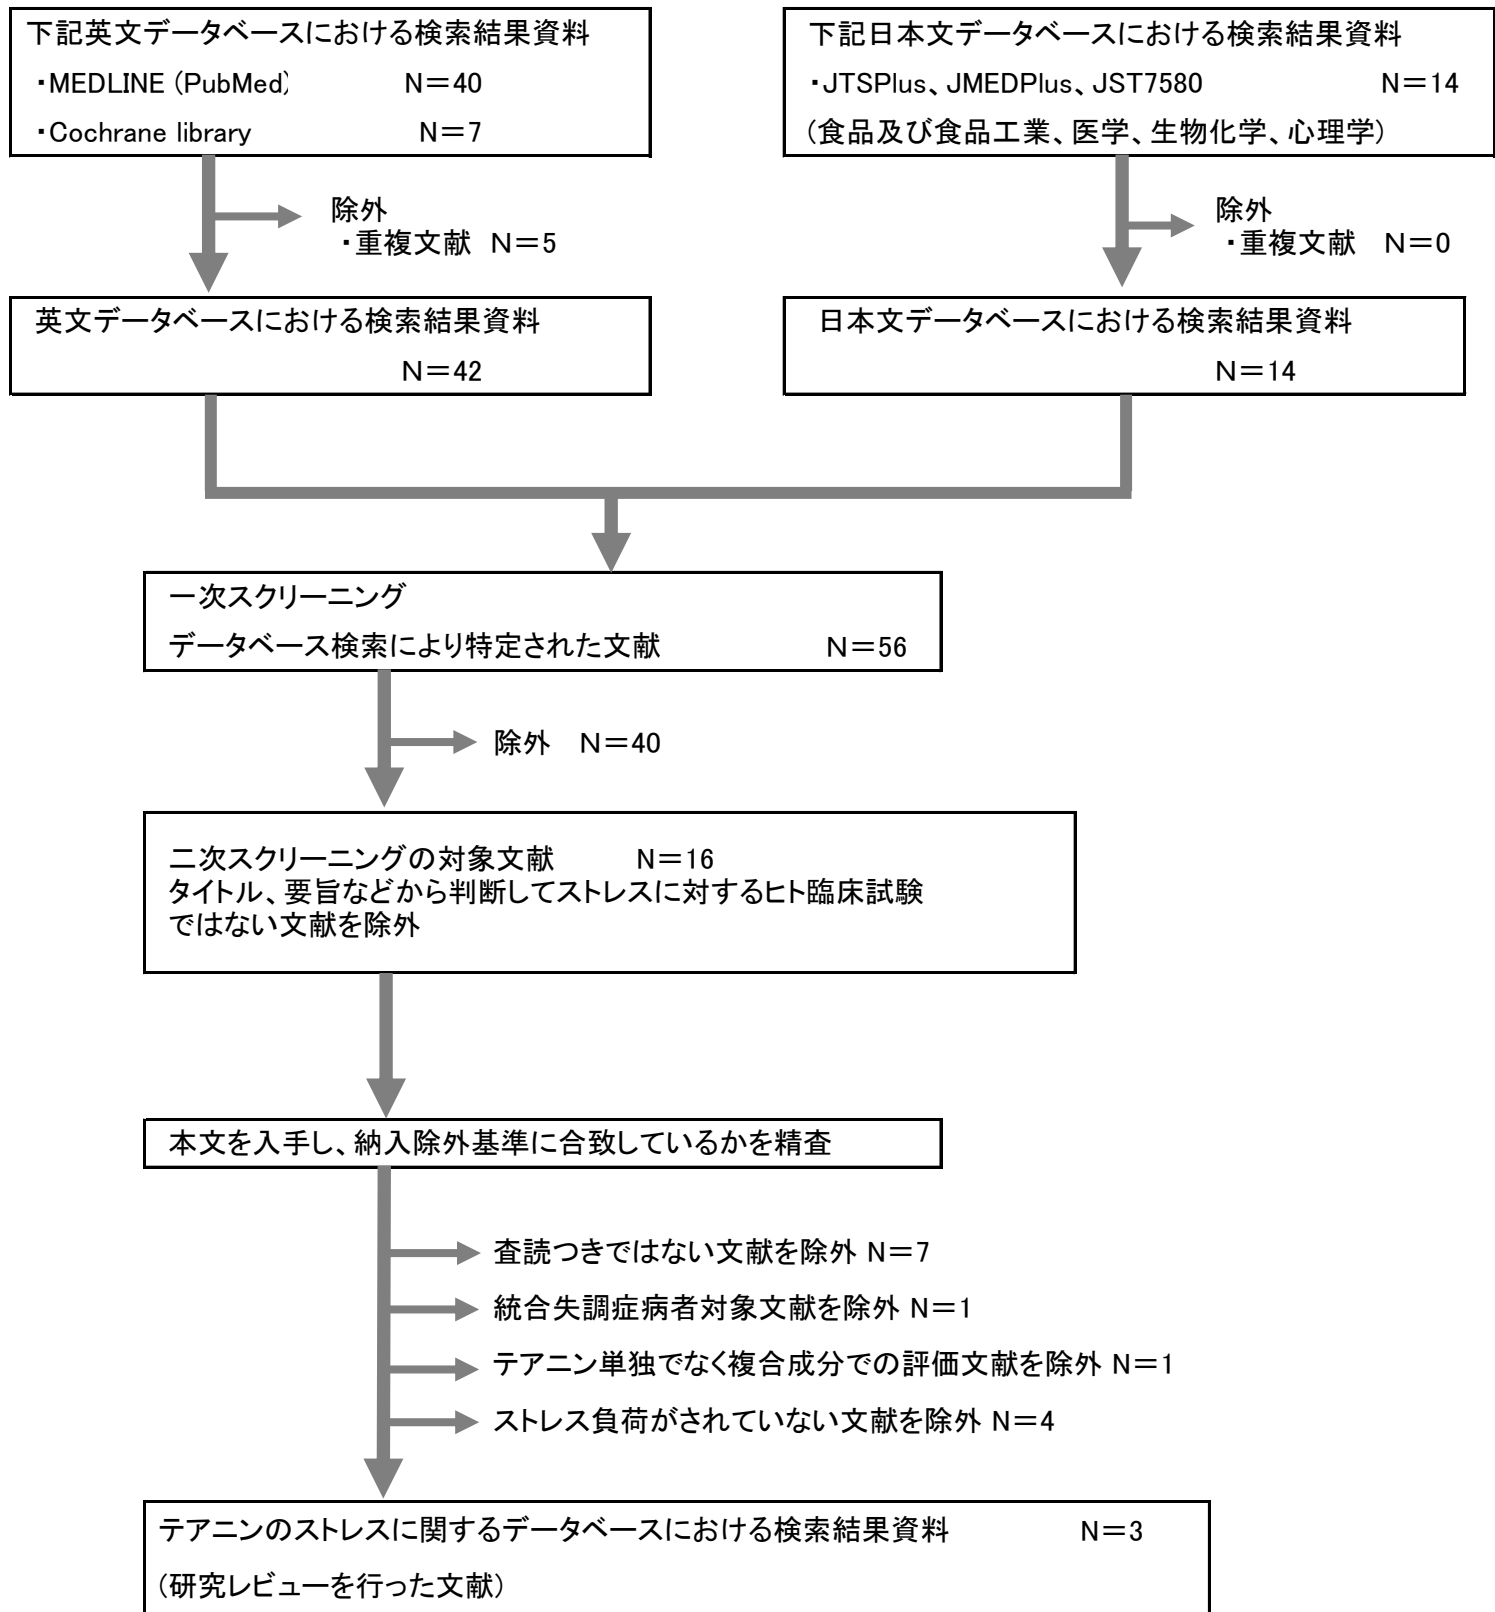 下記英文データベースにおける検索結果資料
・MEDLINE (PubMed) N=40
・Cochrane library N=7
下記日本文データベースにおける検索結果資料
・JTSPlus、JMEDPlus、JST7580 N=14
(食品及び食品工業、医学、生物化学、心理学)
除外
・重複文献 N=5
除外
・重複文献 N=0
英文データベースにおける検索結果資料
N=42
日本文データベースにおける検索結果資料
N=14
一次スクリーニング
データベース検索により特定された文献 N=56
除外 N=40
二次スクリーニングの対象文献 N=16
タイトル、要旨などから判断してストレスに対するヒト臨床試験
ではない文献を除外
本文を入手し、納入除外基準に合致しているかを精査
査読つきではない文献を除外 N=7
統合失調症病者対象文献を除外 N=1
テアニン単独でなく複合成分での評価文献を除外 N=1
ストレス負荷がされていない文献を除外 N=4
テアニンのストレスに関するデータベースにおける検索結果資料 N=3
(研究レビューを行った文献)